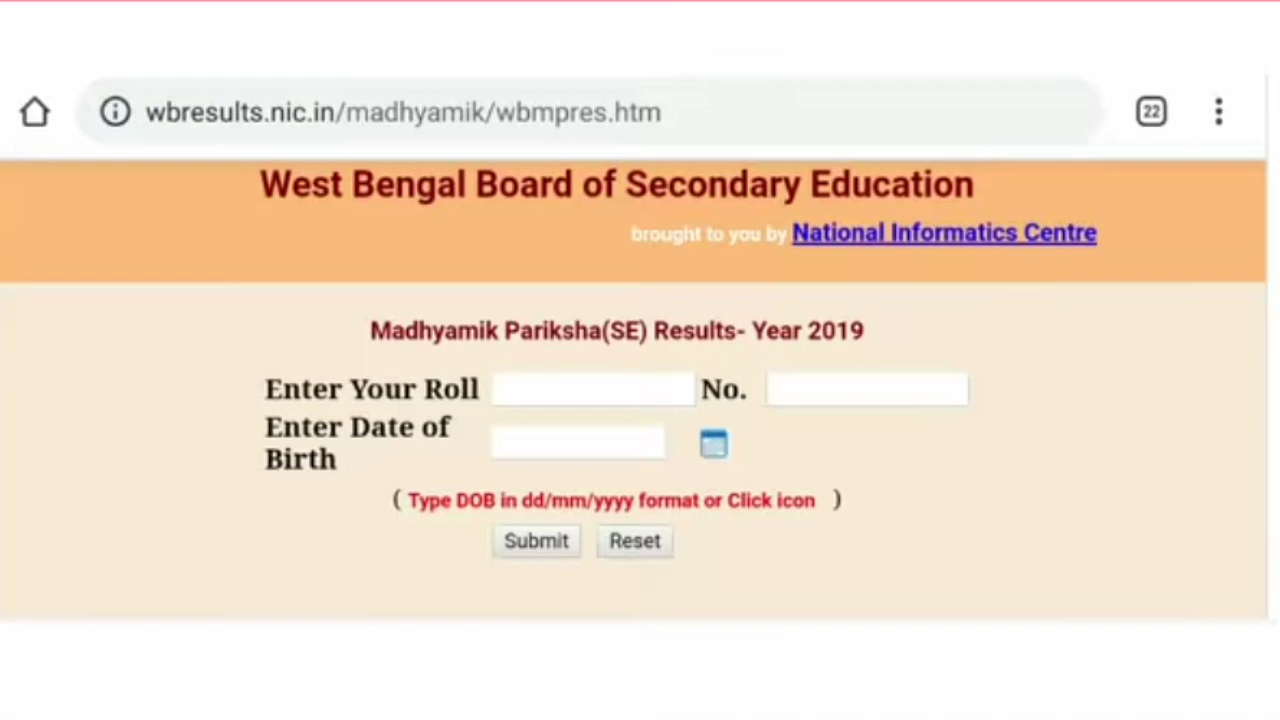 wbresults.nic.in/madhyamik/wbmpres.htm
22
West Bengal Board of Secondary Education
brought to you by National Informatics Centre
Madhyamik Pariksha(SE) Results- Year 2019
Enter Your Roll No.
Enter Date of
Birth
( Type DOB in dd/mm/yyyy format or Click icon )
Submit Reset